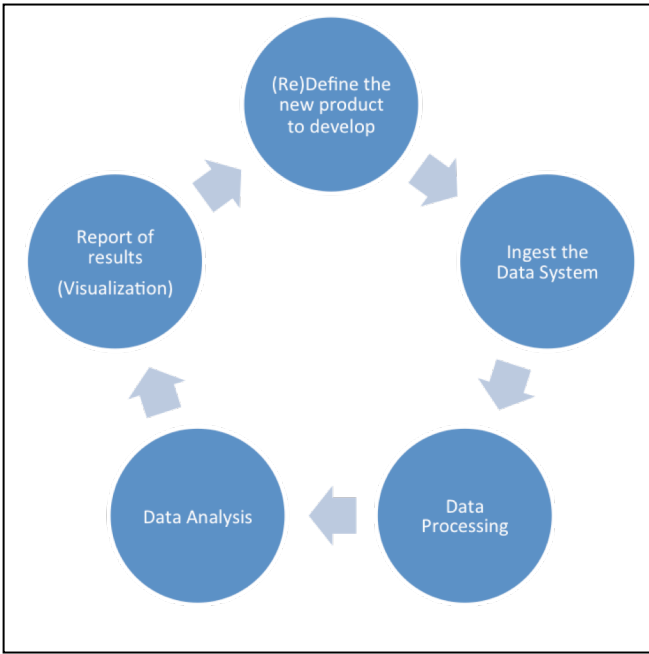 (Re)Define the
new product
to develop
Ingest the
Data System
Data
Processing
Data Analysis
Report of
results
(Visualization)